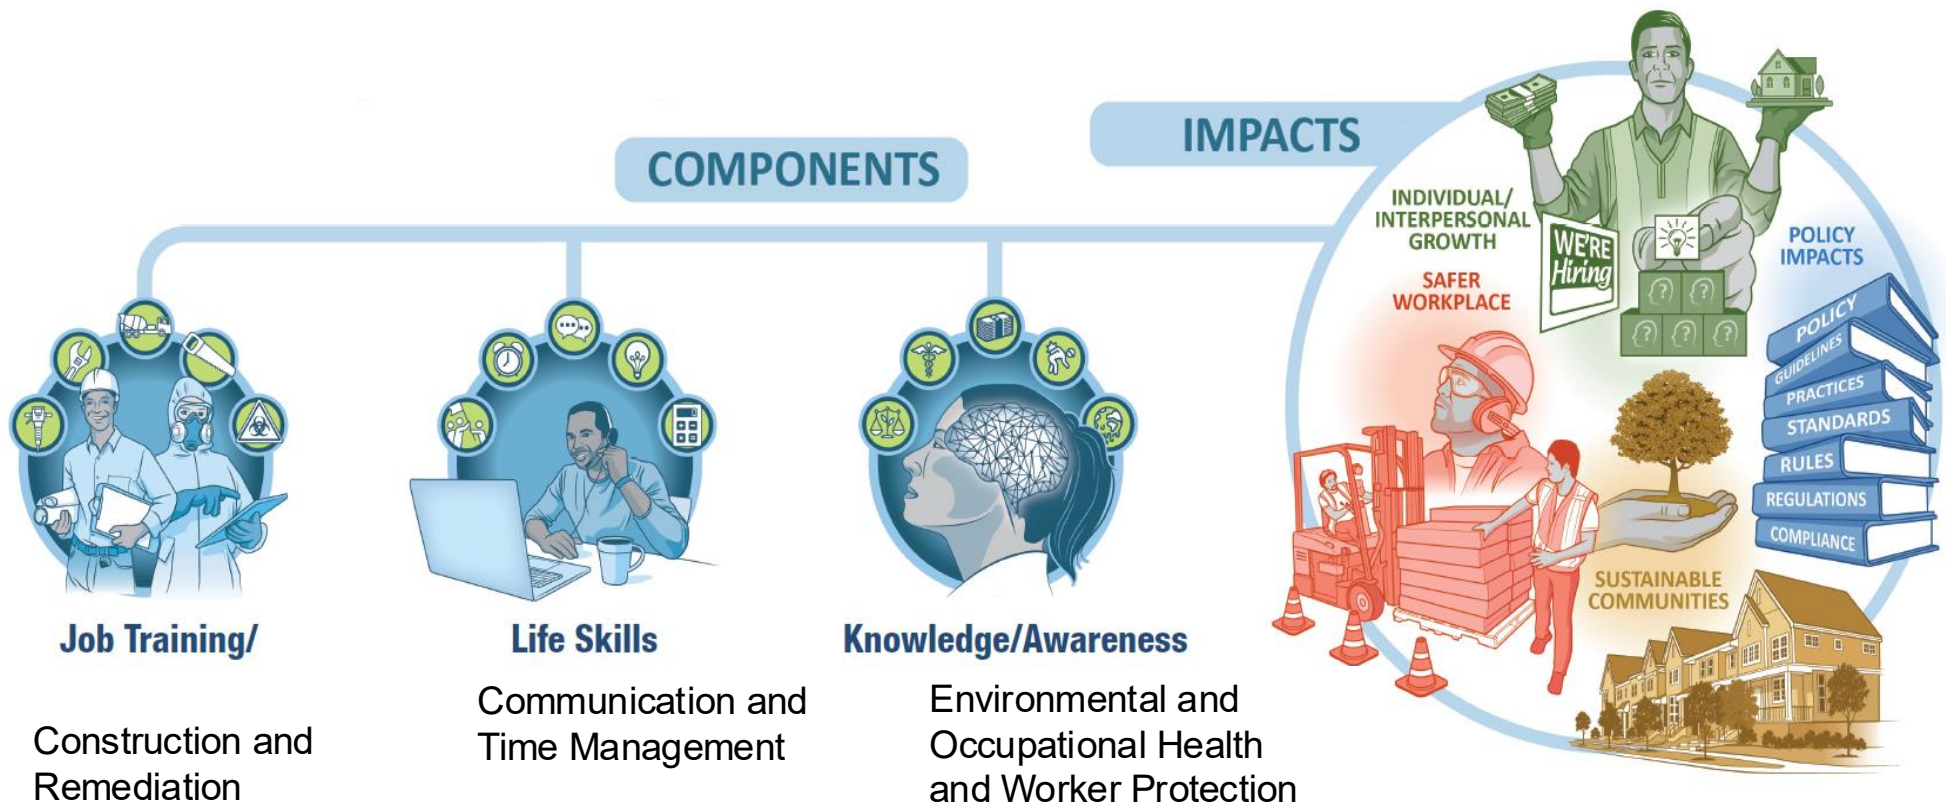 COMPONENTS
IMPACTS
INDIVIDUAL/
INTERPERSONAL
GROWTH
SAFER
WORKPLACE
WE'RE
Hiring
? ?
? ? ?
POLICY
IMPACTS
POLICY
GUIDELINES
PRACTICES
STANDARDS
RULES
REGULATIONS
COMPLIANCE
SUSTAINABLE
COMMUNITIES
Job Training/
Construction and
Remediation
Life Skills
Communication and
Time Management
Knowledge/Awareness
Environmental and
Occupational Health
and Worker Protection